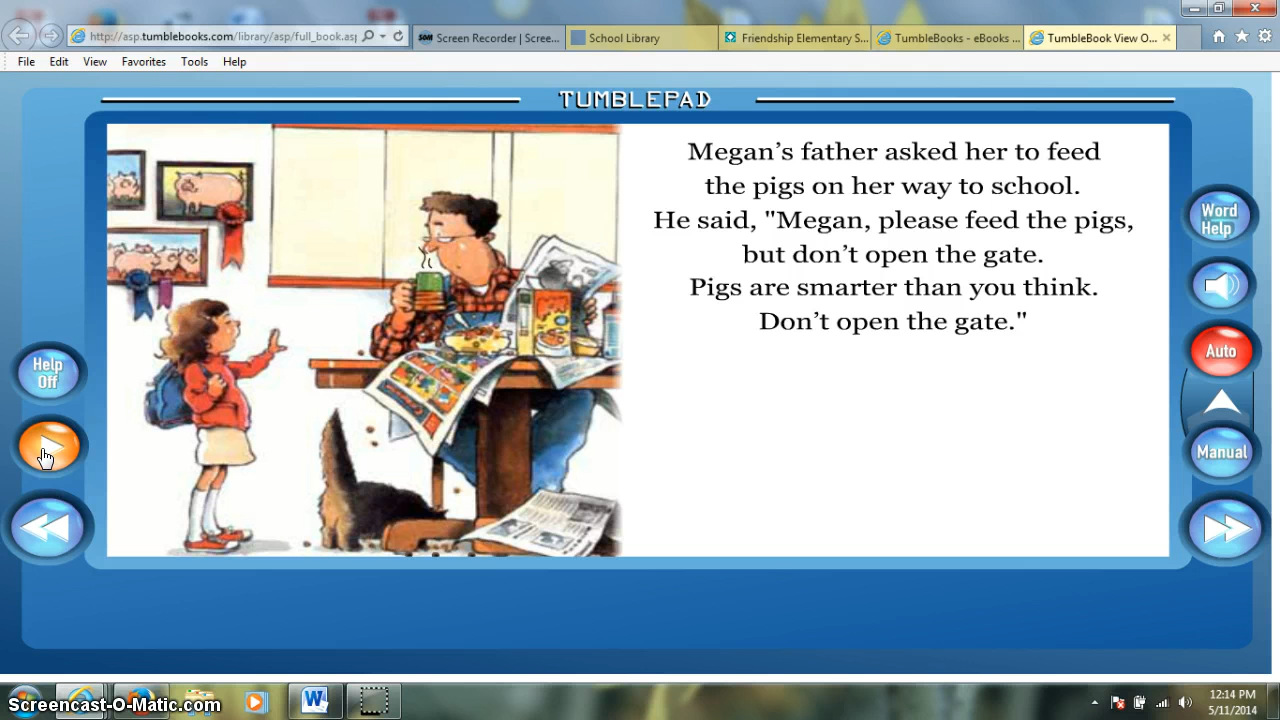 http://asp.tumblebooks.com/library/asp/full_book.asp
Screen Recorder | Scree...
School Library
Friendship Elementary S...
TumbleBooks - eBooks ...
TumbleBook View O...
File Edit View Favorites Tools Help
TUMBLEPAD
Megan’s father asked her to feed
the pigs on her way to school.
He said, "Megan, please feed the pigs,
but don’t open the gate.
Pigs are smarter than you think.
Don’t open the gate."
Word
Help
Auto
Manual
Help
Off
Screencast-O-Matic.com
12:14 PM
5/11/2014